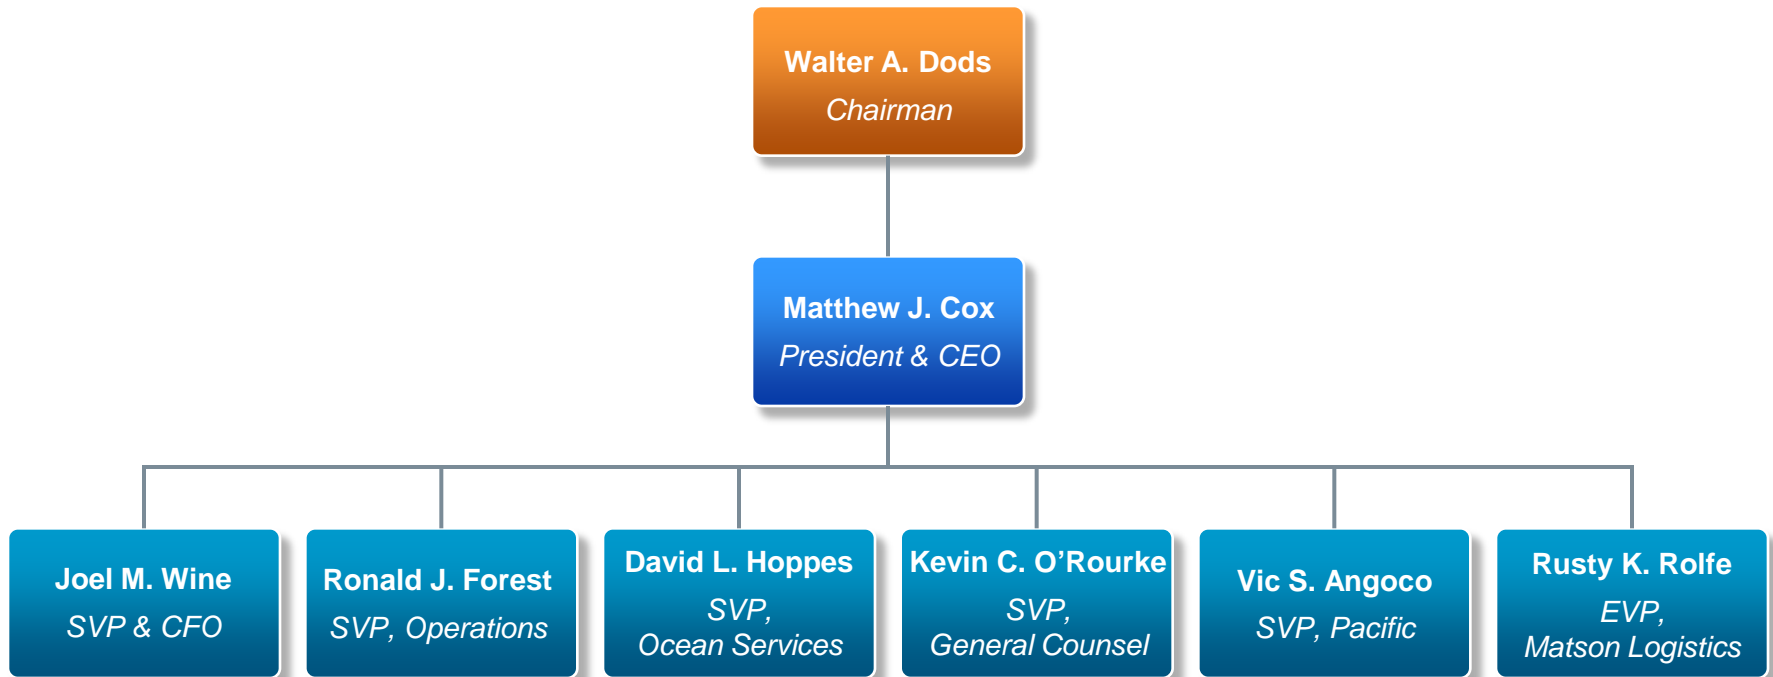 Walter A. Dods
Chairman
Matthew J. Cox
President & CEO
Joel M. Wine
SVP & CFO
Ronald J. Forest
SVP, Operations
David L. Hoppes
SVP,
Ocean Services
Kevin C. O’Rourke
SVP,
General Counsel
Vic S. Angoco
SVP, Pacific
Rusty K. Rolfe
EVP,
Matson Logistics